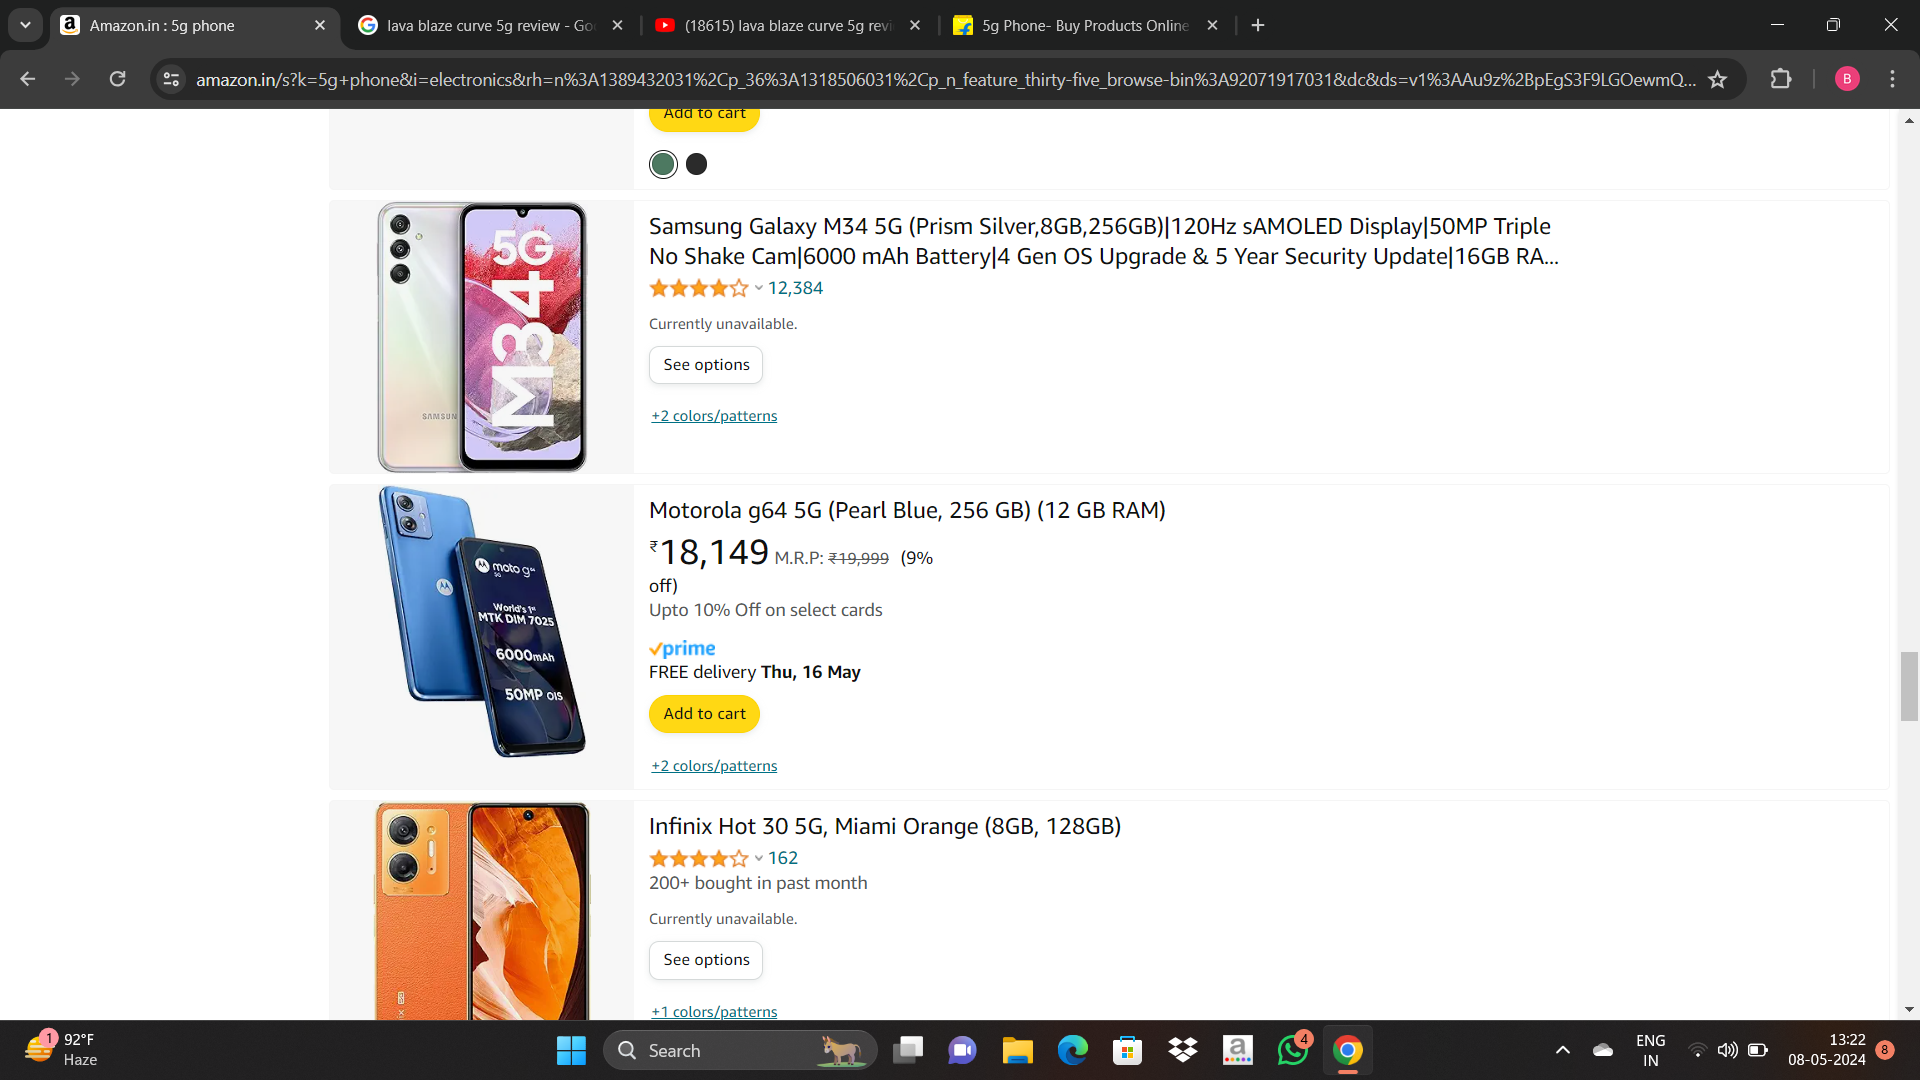 Amazon.in : 5g phone
lava blaze curve 5g review - Go
(18615) lava blaze curve 5g revi
5g Phone- Buy Products Online
amazon.in/s?k=5g+phone&i=electronics&rh=n%3A1389432031%2Cp_36%3A1318506031%2Cp_n_feature_thirty-five_browse-bin%3A92071917031&dc&ds=v1%3AAu9z%2BpEgS3F9LGOewmQ...
B
Add to cart
Samsung Galaxy M34 5G (Prism Silver,8GB,256GB)|120Hz sAMOLED Display|50MP Triple
No Shake Cam|6000 mAh Battery|4 Gen OS Upgrade & 5 Year Security Update|16GB RA...
12,384
Currently unavailable.
See options
+2 colors/patterns
5G
M34
SAMSUNG
Motorola g64 5G (Pearl Blue, 256 GB) (12 GB RAM)
₹18,149 M.R.P: ₹19,999 (9%
off)
Upto 10% Off on select cards
prime
FREE delivery Thu, 16 May
Add to cart
+2 colors/patterns
moto g64
5G
World's 1st
MTK DIM 7025
6000mAh
50MP OIS
Infinix Hot 30 5G, Miami Orange (8GB, 128GB)
162
200+ bought in past month
Currently unavailable.
See options
+1 colors/patterns
1
92°F
Haze
Search
a
4
ENG
IN
13:22
08-05-2024
8